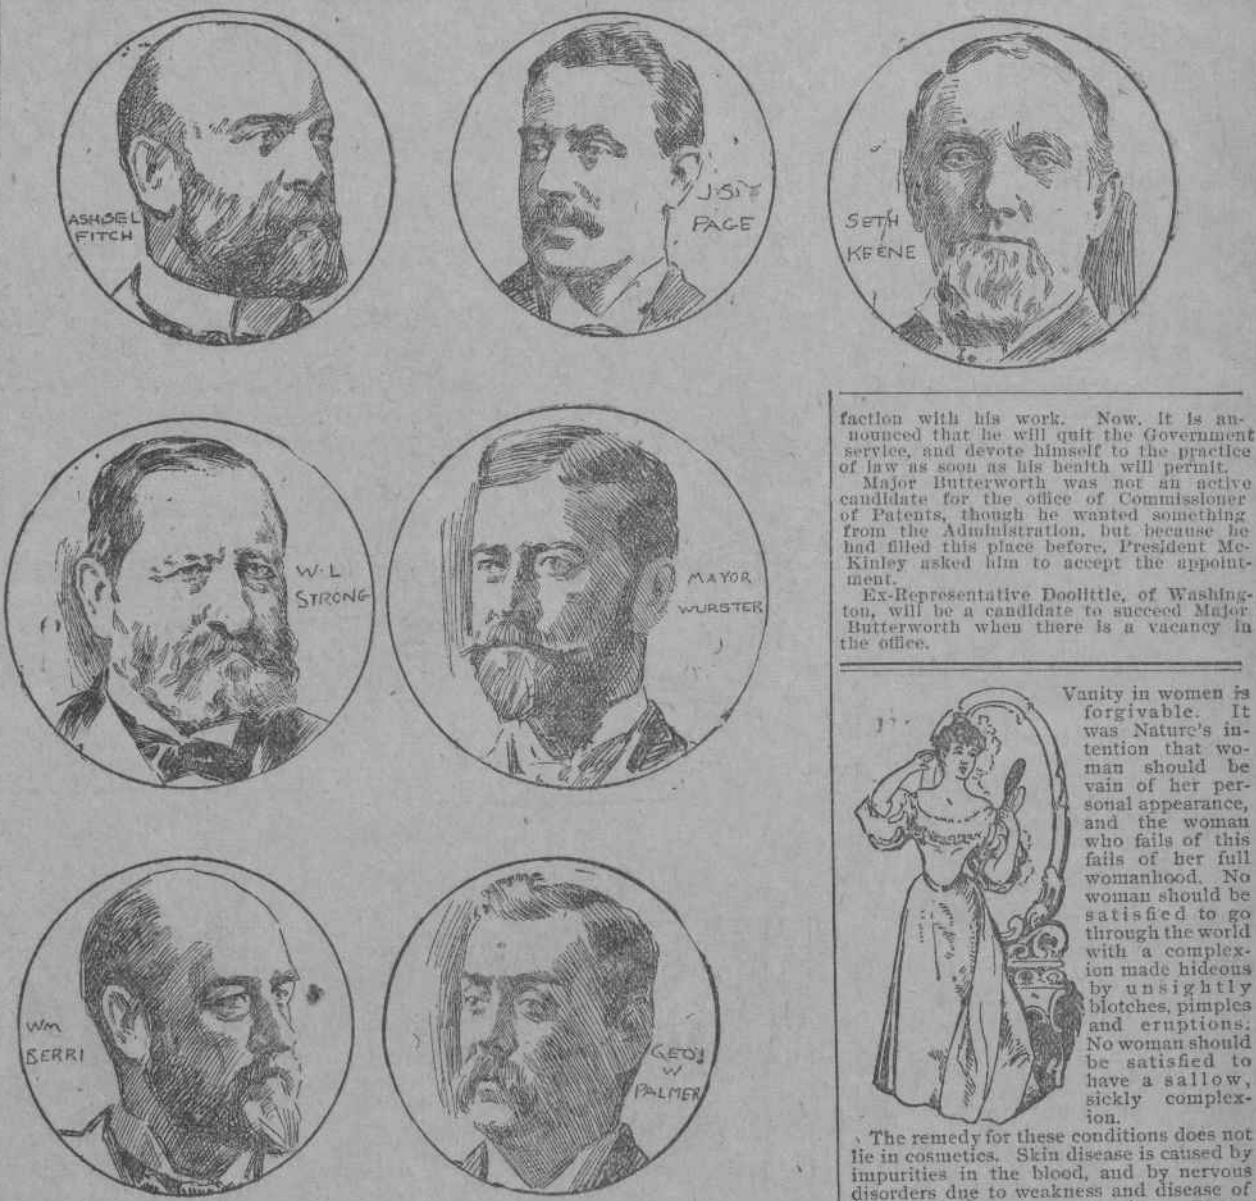 ASHBEL
FITCH
PAGE
SETH
KEENE
W. L
STRONG
MAYOR
WURSTER
WM
BERRI
GEO.
W
PALMER
faction with his work. Now, it is an-
nounced that he will quit the Government
service, and devote himself to the practice
of law as soon as his health will permit.
Major Butterworth was not an active
candidate for the office of Commissioner
of Patents, though he wanted something
from the Administration, but because he
had filled this place before, President Mc-
Kinley asked him to accept the appoint-
ment.
Ex-Representative Doolittle, of Washing-
ton, will be a candidate to succeed Major
Butterworth when there is a vacancy in
the office.
Vanity in women is
forgivable. It
was Nature's in-
tention that wo-
man should be
vain of her per-
sonal appearance,
and the woman
who fails of this
fails of her full
womanhood. No
woman should be
satisfied to go
through the world
with a complex-
ion made hideous
by unsightly
blotches, pimples
and eruptions.
No woman should
be satisfied to
have a sallow,
sickly complex-
ion.
The remedy for these conditions does not
lie in cosmetics. Skin disease is caused by
impurities in the blood, and by nervous
disorders due to weakness and disease of